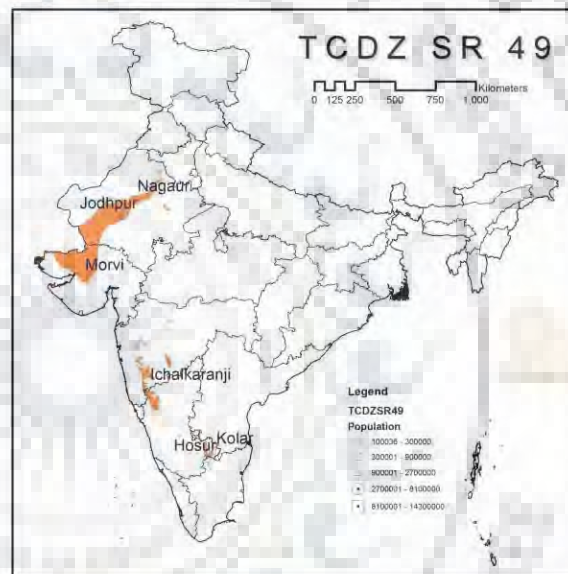 TCDZ SR 49
Kilometers
0 125 250 500 750 1 000
Nagaur
Jodhpur
Morvi
Ichalkaranji
Hosur Kolar
Legend
TCDZSR49
Population
100006 - 300000
300001 - 900000
900001 - 2700000
2700001 - 8100000
8100001 - 14300000